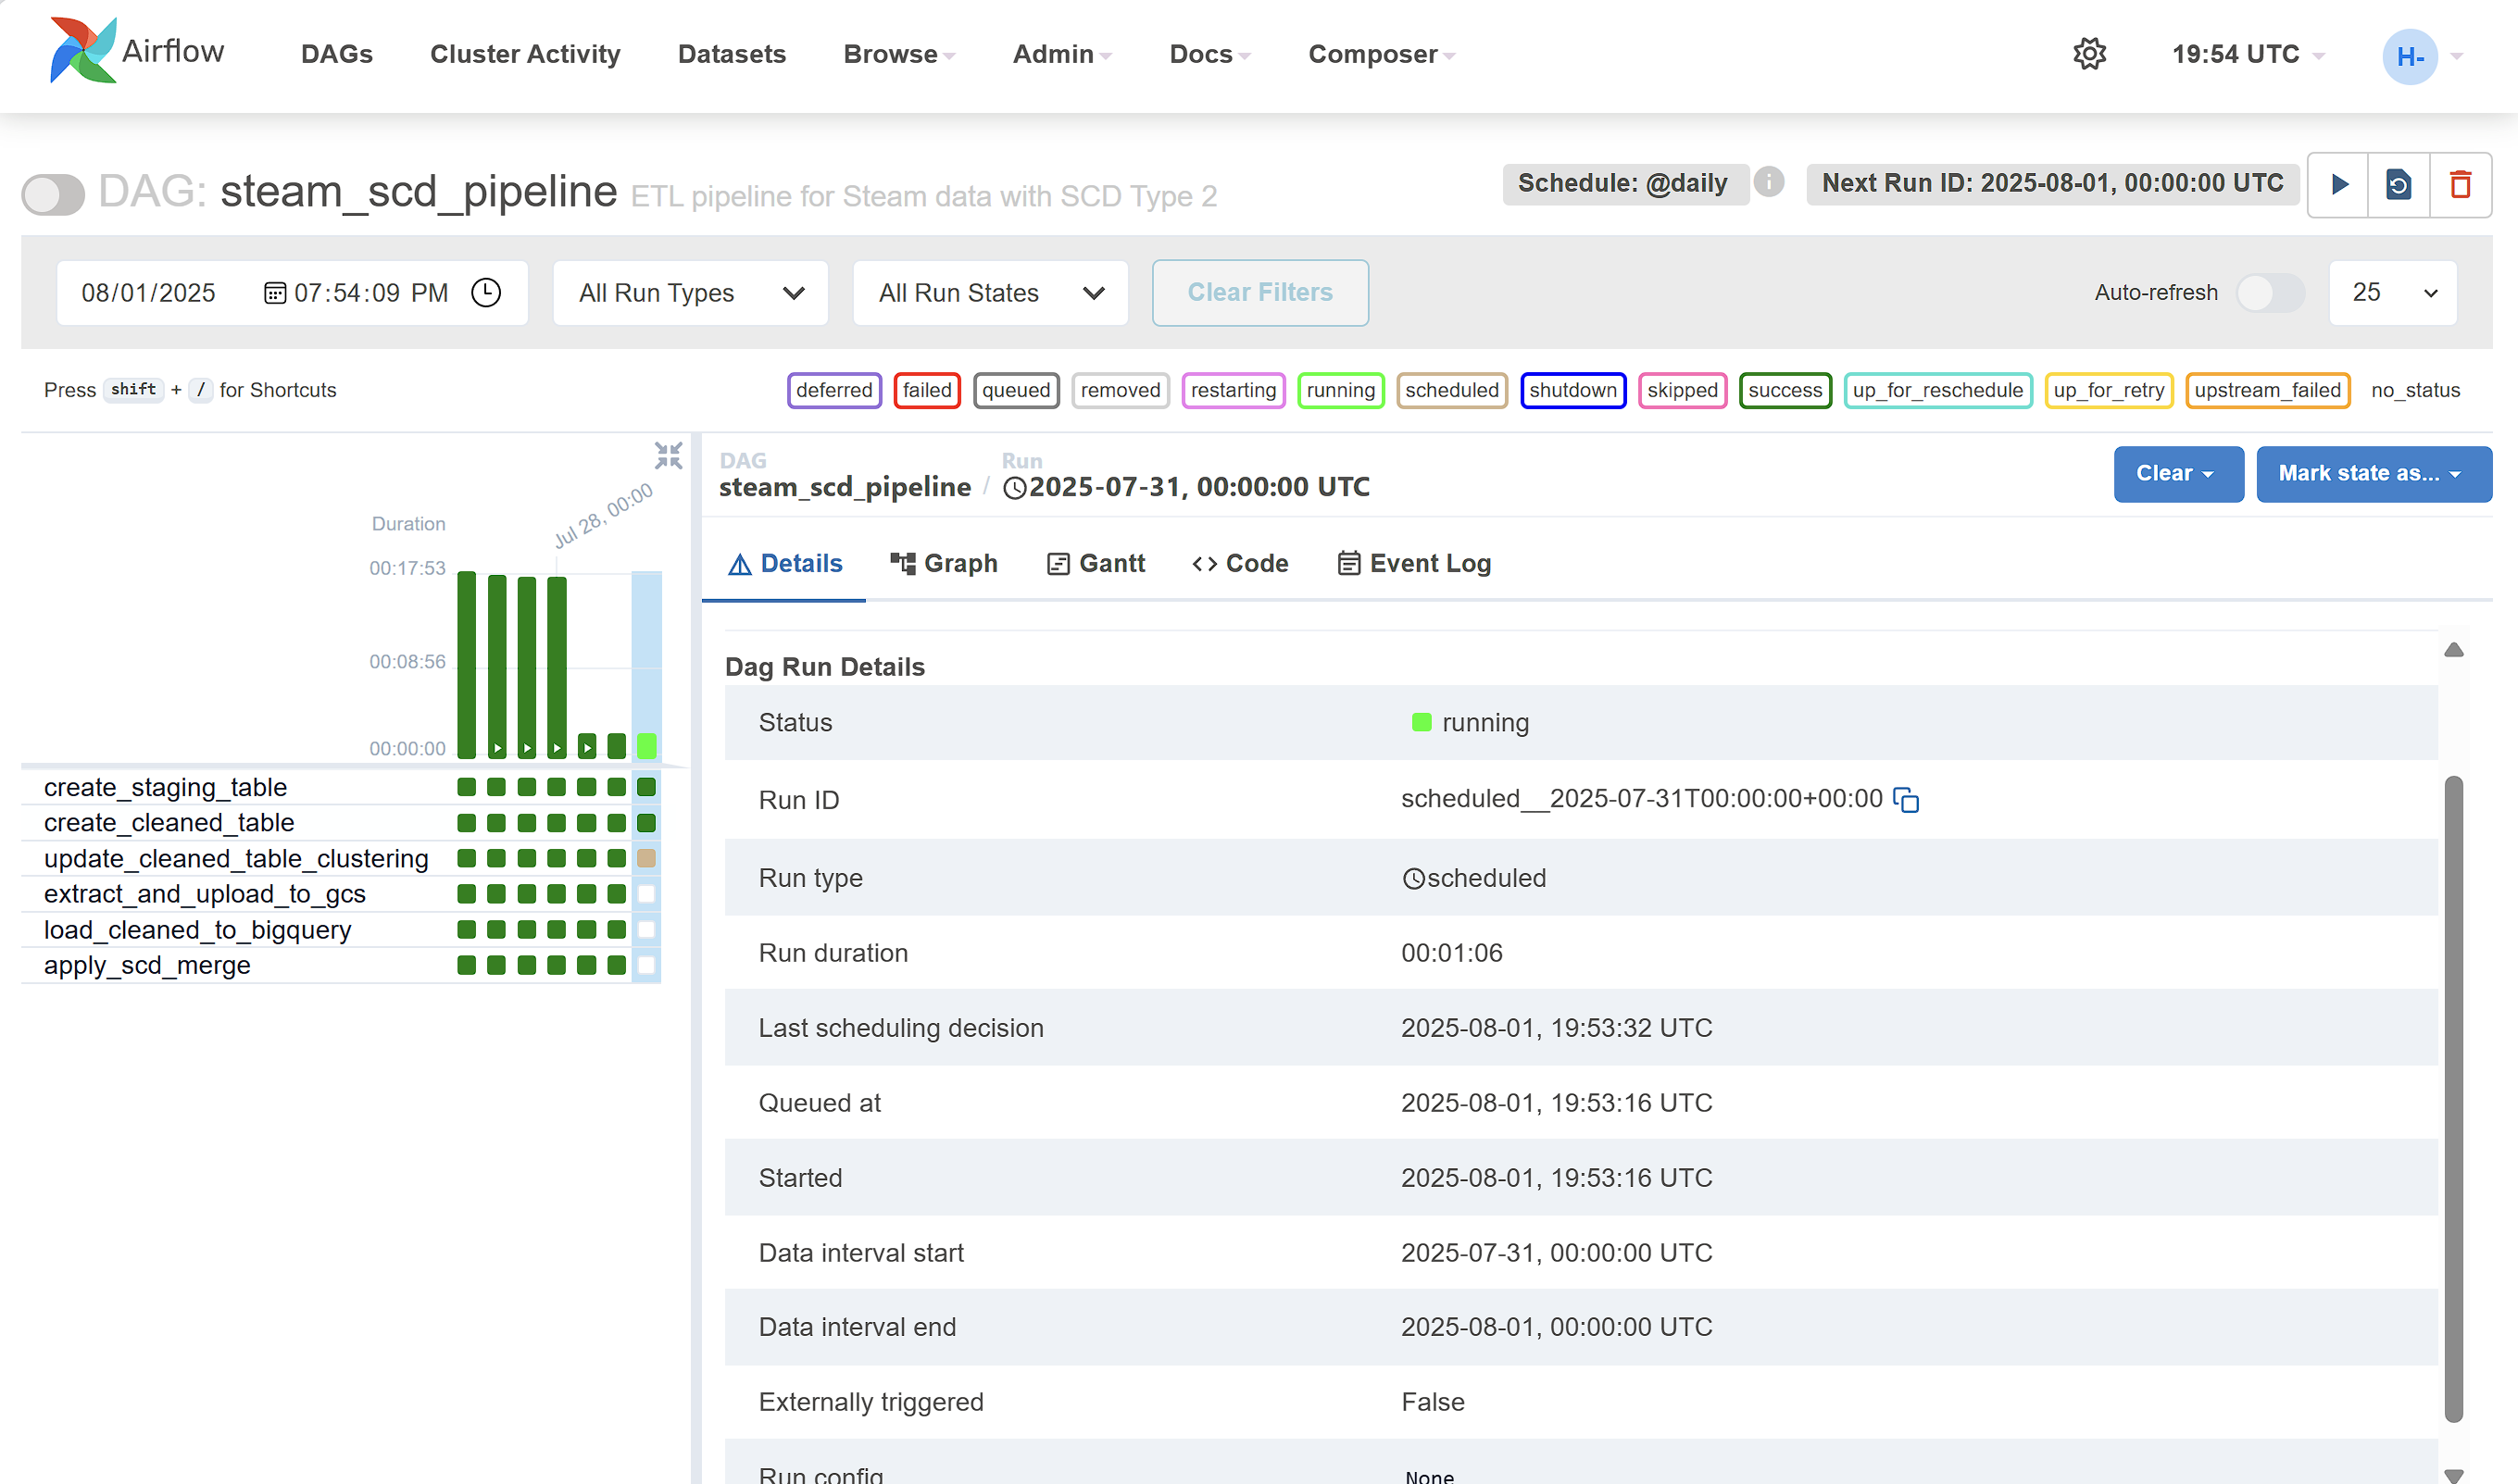 Airflow DAGs Cluster Activity Datasets Browse Admin Docs Composer 19:54 UTC H-
DAG: steam_scd_pipeline ETL pipeline for Steam data with SCD Type 2 Schedule: @daily i Next Run ID: 2025-08-01, 00:00:00 UTC
08/01/2025 07:54:09 PM All Run Types All Run States Clear Filters Auto-refresh 25
Press shift + / for Shortcuts deferred failed queued removed restarting running scheduled shutdown skipped success up_for_reschedule up_for_retry upstream_failed no_status
Jul 28, 00:00
Duration
00:17:53
00:08:56
00:00:00
create_staging_table
create_cleaned_table
update_cleaned_table_clustering
extract_and_upload_to_gcs
load_cleaned_to_bigquery
apply_scd_merge
DAG Run
steam_scd_pipeline / 2025-07-31, 00:00:00 UTC
Clear Mark state as...
Details Graph Gantt Code Event Log
Dag Run Details
Status running
Run ID scheduled__2025-07-31T00:00:00+00:00
Run type scheduled
Run duration 00:01:06
Last scheduling decision 2025-08-01, 19:53:32 UTC
Queued at 2025-08-01, 19:53:16 UTC
Started 2025-08-01, 19:53:16 UTC
Data interval start 2025-07-31, 00:00:00 UTC
Data interval end 2025-08-01, 00:00:00 UTC
Externally triggered False
Run config None